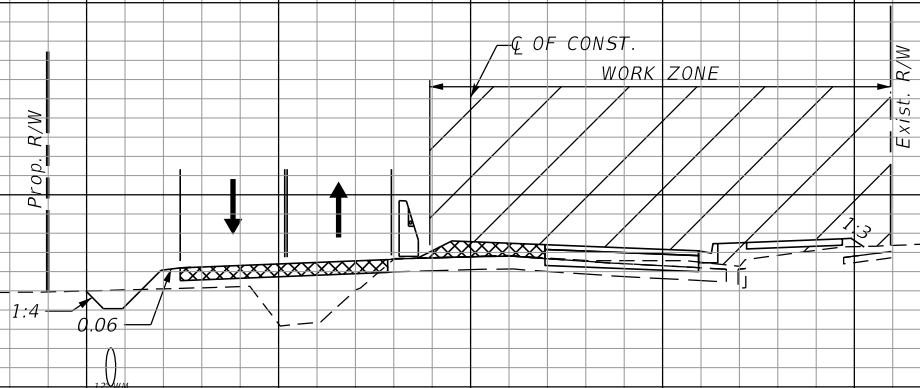 ℄ OF CONST.
WORK ZONE
Prop. R/W
Exist. R/W
1:3
1:4
0.06